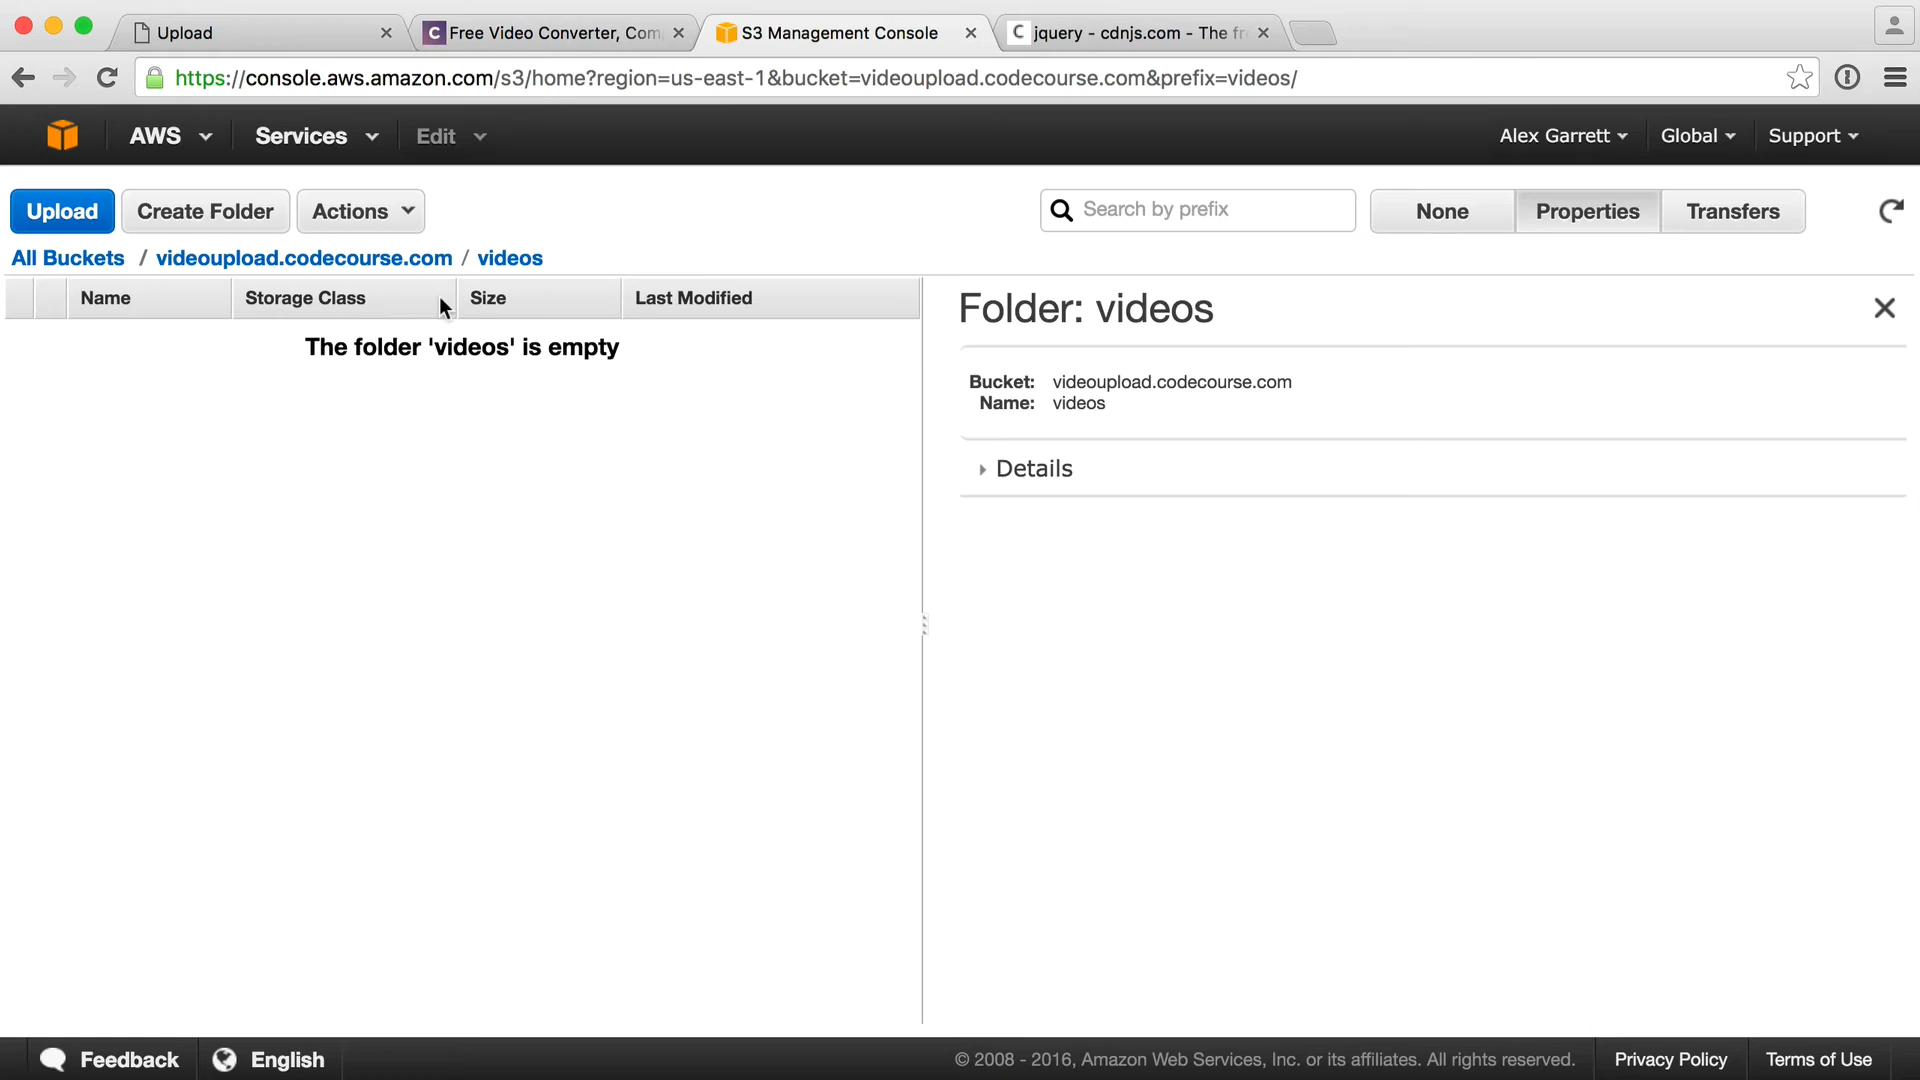 Upload
Free Video Converter, Com
S3 Management Console
jquery - cdnjs.com - The fr
https://console.aws.amazon.com/s3/home?region=us-east-1&bucket=videoupload.codecourse.com&prefix=videos/
AWS Services Edit Alex Garrett Global Support
Upload Create Folder Actions Search by prefix None Properties Transfers
All Buckets / videoupload.codecourse.com / videos
Name Storage Class Size Last Modified
The folder 'videos' is empty
Folder: videos
Bucket: videoupload.codecourse.com
Name: videos
Details
Feedback English © 2008 - 2016, Amazon Web Services, Inc. or its affiliates. All rights reserved. Privacy Policy Terms of Use